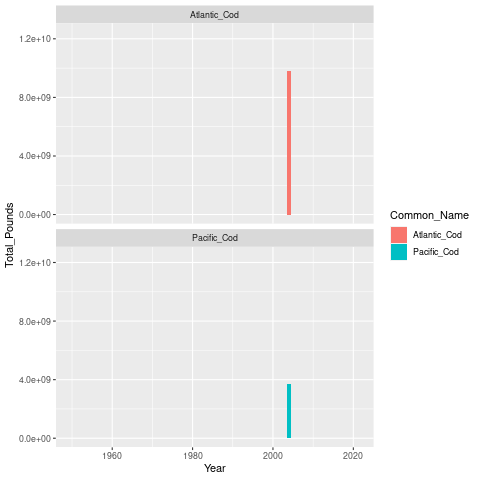 Atlantic_Cod
1.2e+10
8.0e+09
4.0e+09
0.0e+00
Pacific_Cod
1.2e+10
8.0e+09
4.0e+09
0.0e+00
Total_Pounds
1960 1980 2000 2020
Year
Common_Name
Atlantic_Cod
Pacific_Cod